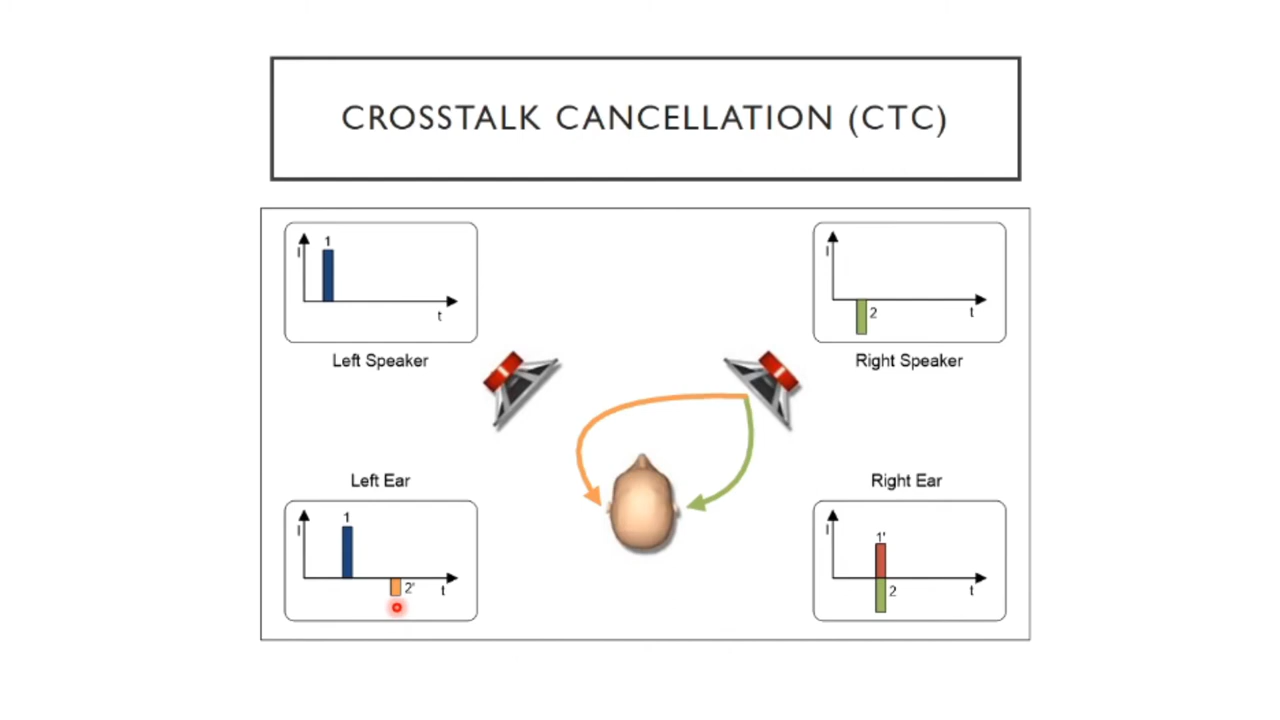 CROSSTALK CANCELLATION (CTC)
1
I
t
Left Speaker
I
2
t
Right Speaker
Left Ear
1
I
2'
t
Right Ear
1'
I
2
t